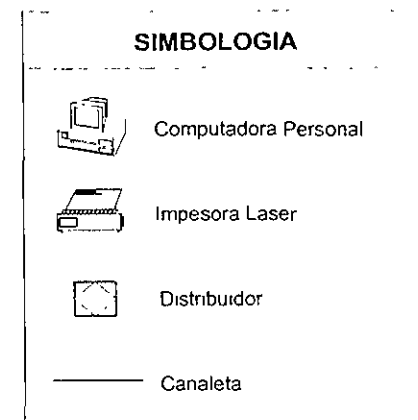 SIMBOLOGIA
Computadora Personal
Impesora Laser
Distribuidor
Canaleta